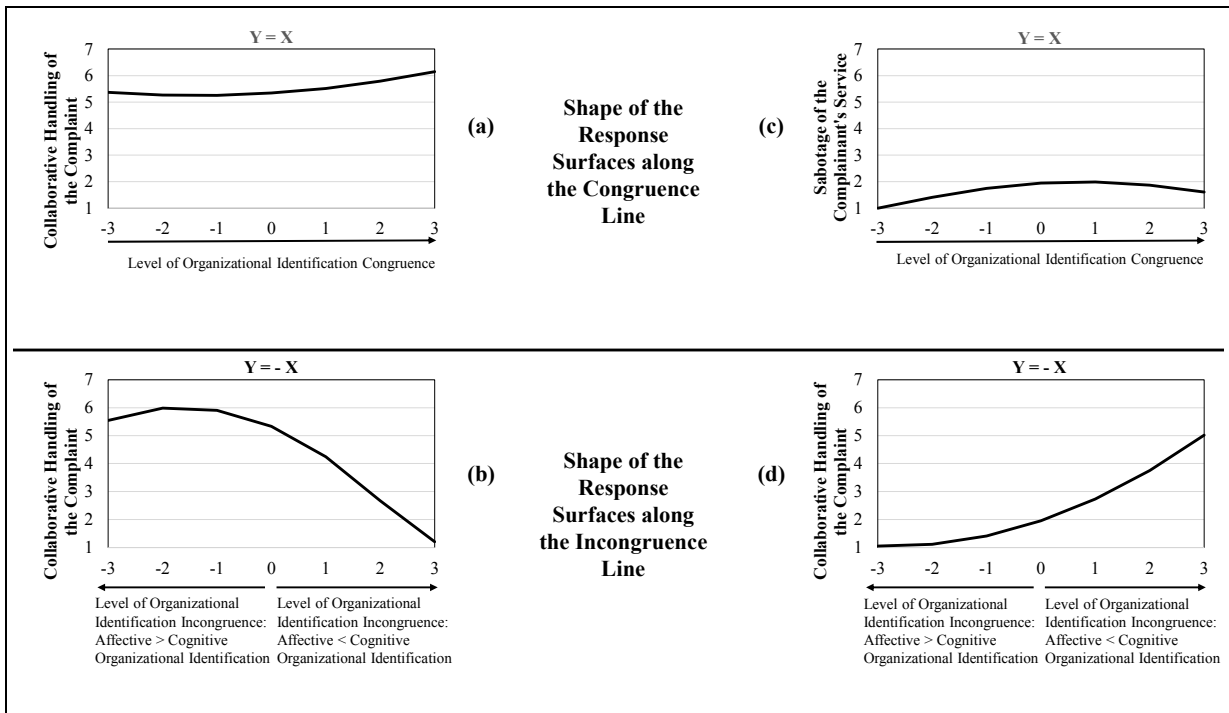 Y = X
Collaborative Handling of
the Complaint
7
6
5
4
3
2
1
-3 -2 -1 0 1 2 3
Level of Organizational Identification Congruence
(a)
Shape of the
Response
Surfaces along
the Congruence
Line
(c)
Y = X
Sabotage of the
Complainant's Service
7
6
5
4
3
2
1
-3 -2 -1 0 1 2 3
Level of Organizational Identification Congruence
Y = - X
Collaborative Handling of
the Complaint
7
6
5
4
3
2
1
-3 -2 -1 0 1 2 3
Level of Organizational
Identification Incongruence:
Affective > Cognitive
Organizational Identification
Level of Organizational
Identification Incongruence:
Affective < Cognitive
Organizational Identification
(b)
Shape of the
Response
Surfaces along
the Incongruence
Line
(d)
Y = - X
Collaborative Handling of
the Complaint
7
6
5
4
3
2
1
-3 -2 -1 0 1 2 3
Level of Organizational
Identification Incongruence:
Affective > Cognitive
Organizational Identification
Level of Organizational
Identification Incongruence:
Affective < Cognitive
Organizational Identification